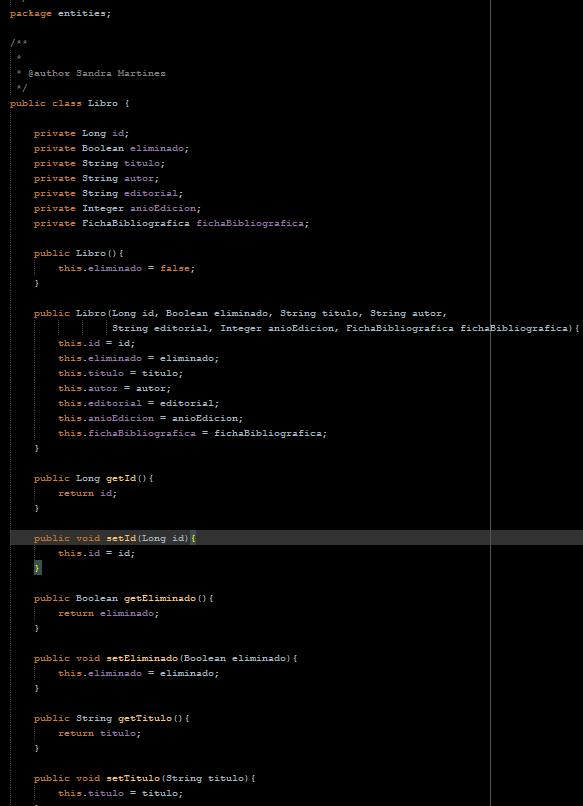 package entities;
/**
*
* @author Sandra Martinez
*/
public class Libro {
private Long id;
private Boolean eliminado;
private String titulo;
private String autor;
private String editorial;
private Integer anioEdicion;
private FichaBibliografica fichaBibliografica;
public Libro(){
this.eliminado = false;
}
public Libro(Long id, Boolean eliminado, String titulo, String autor,
String editorial, Integer anioEdicion, FichaBibliografica fichaBibliografica){
this.id = id;
this.eliminado = eliminado;
this.titulo = titulo;
this.autor = autor;
this.editorial = editorial;
this.anioEdicion = anioEdicion;
this.fichaBibliografica = fichaBibliografica;
}
public Long getId(){
return id;
}
public void setId(Long id){
this.id = id;
}
public Boolean getEliminado(){
return eliminado;
}
public void setEliminado(Boolean eliminado){
this.eliminado = eliminado;
}
public String getTitulo(){
return titulo;
}
public void setTitulo(String titulo){
this.titulo = titulo;